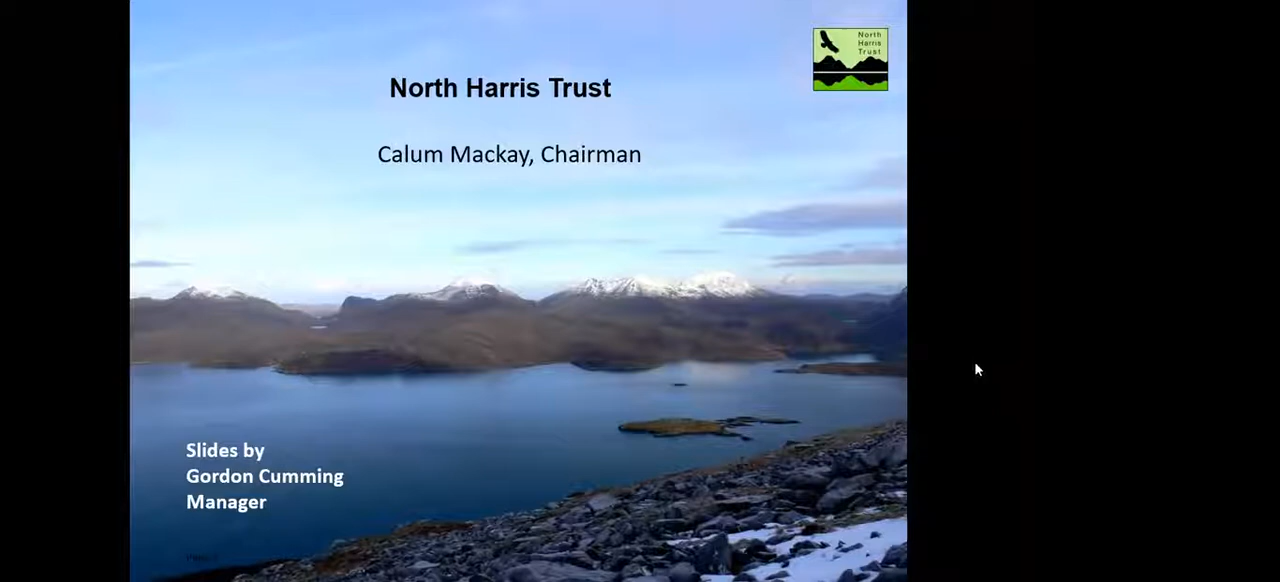 North Harris Trust
Calum Mackay, Chairman
North
Harris
Trust
Slides by
Gordon Cumming
Manager